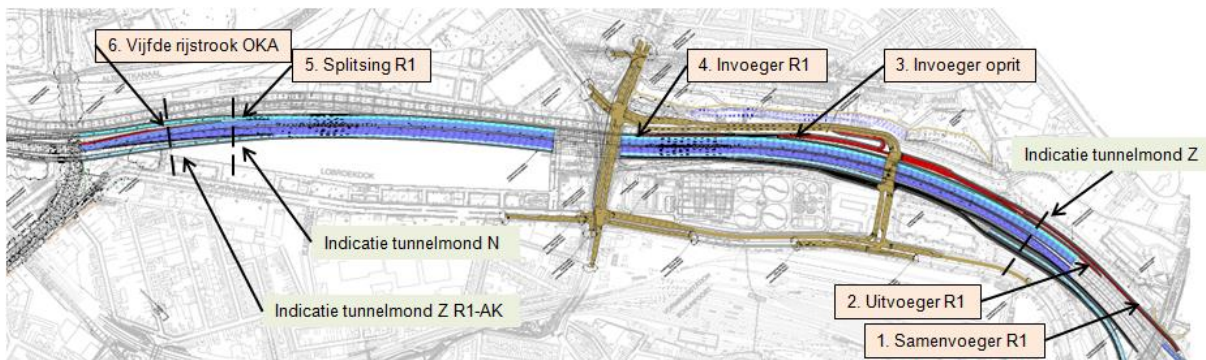 6. Vijfde rijstrook OKA
5. Splitsing R1
4. Invoeger R1
3. Invoeger oprit
Indicatie tunnelmond Z
LOBROEKDOK
Indicatie tunnelmond N
Indicatie tunnelmond Z R1-AK
2. Uitvoeger R1
1. Samenvoeger R1